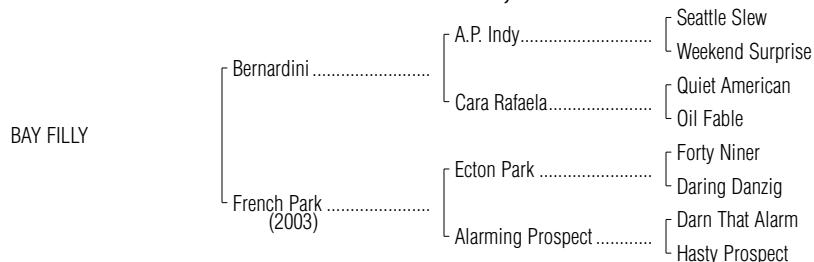 Seattle Slew
A.P. Indy..............................
Weekend Surprise
Bernardini .........................
Quiet American
Cara Rafaela........................
Oil Fable
BAY FILLY
Forty Niner
Ecton Park ..........................
Daring Danzig
French Park ......................
(2003)
Darn That Alarm
Alarming Prospect .............
Hasty Prospect